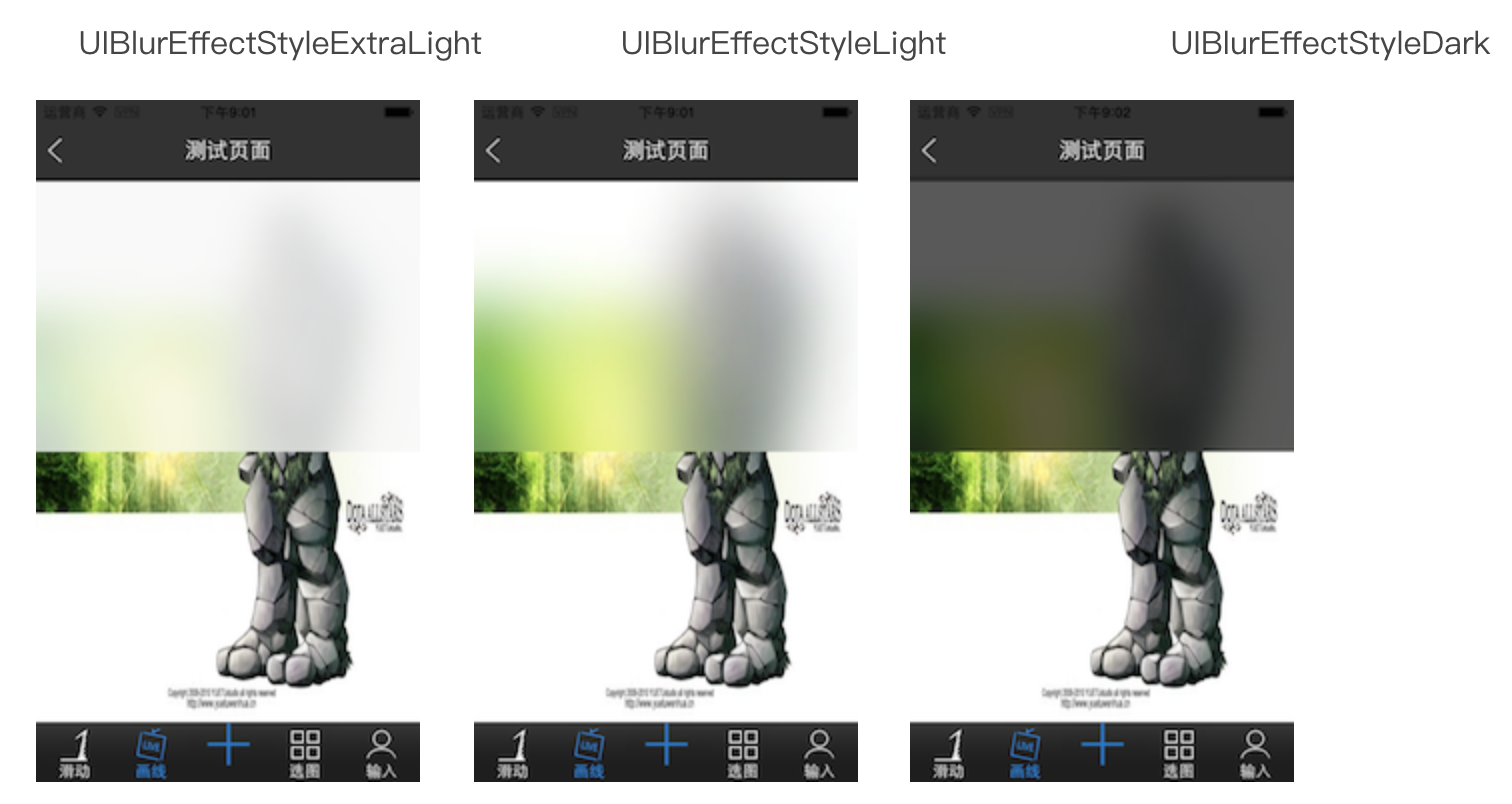 UIBlurEffectStyleExtraLight
UIBlurEffectStyleLight
UIBlurEffectStyleDark
运营商 下午9:01
测试页面
DOTA ALLSTARS
滑动 画线 选图 输入
运营商 下午9:01
测试页面
DOTA ALLSTARS
滑动 画线 选图 输入
运营商 下午9:02
测试页面
DOTA ALLSTARS
滑动 画线 选图 输入